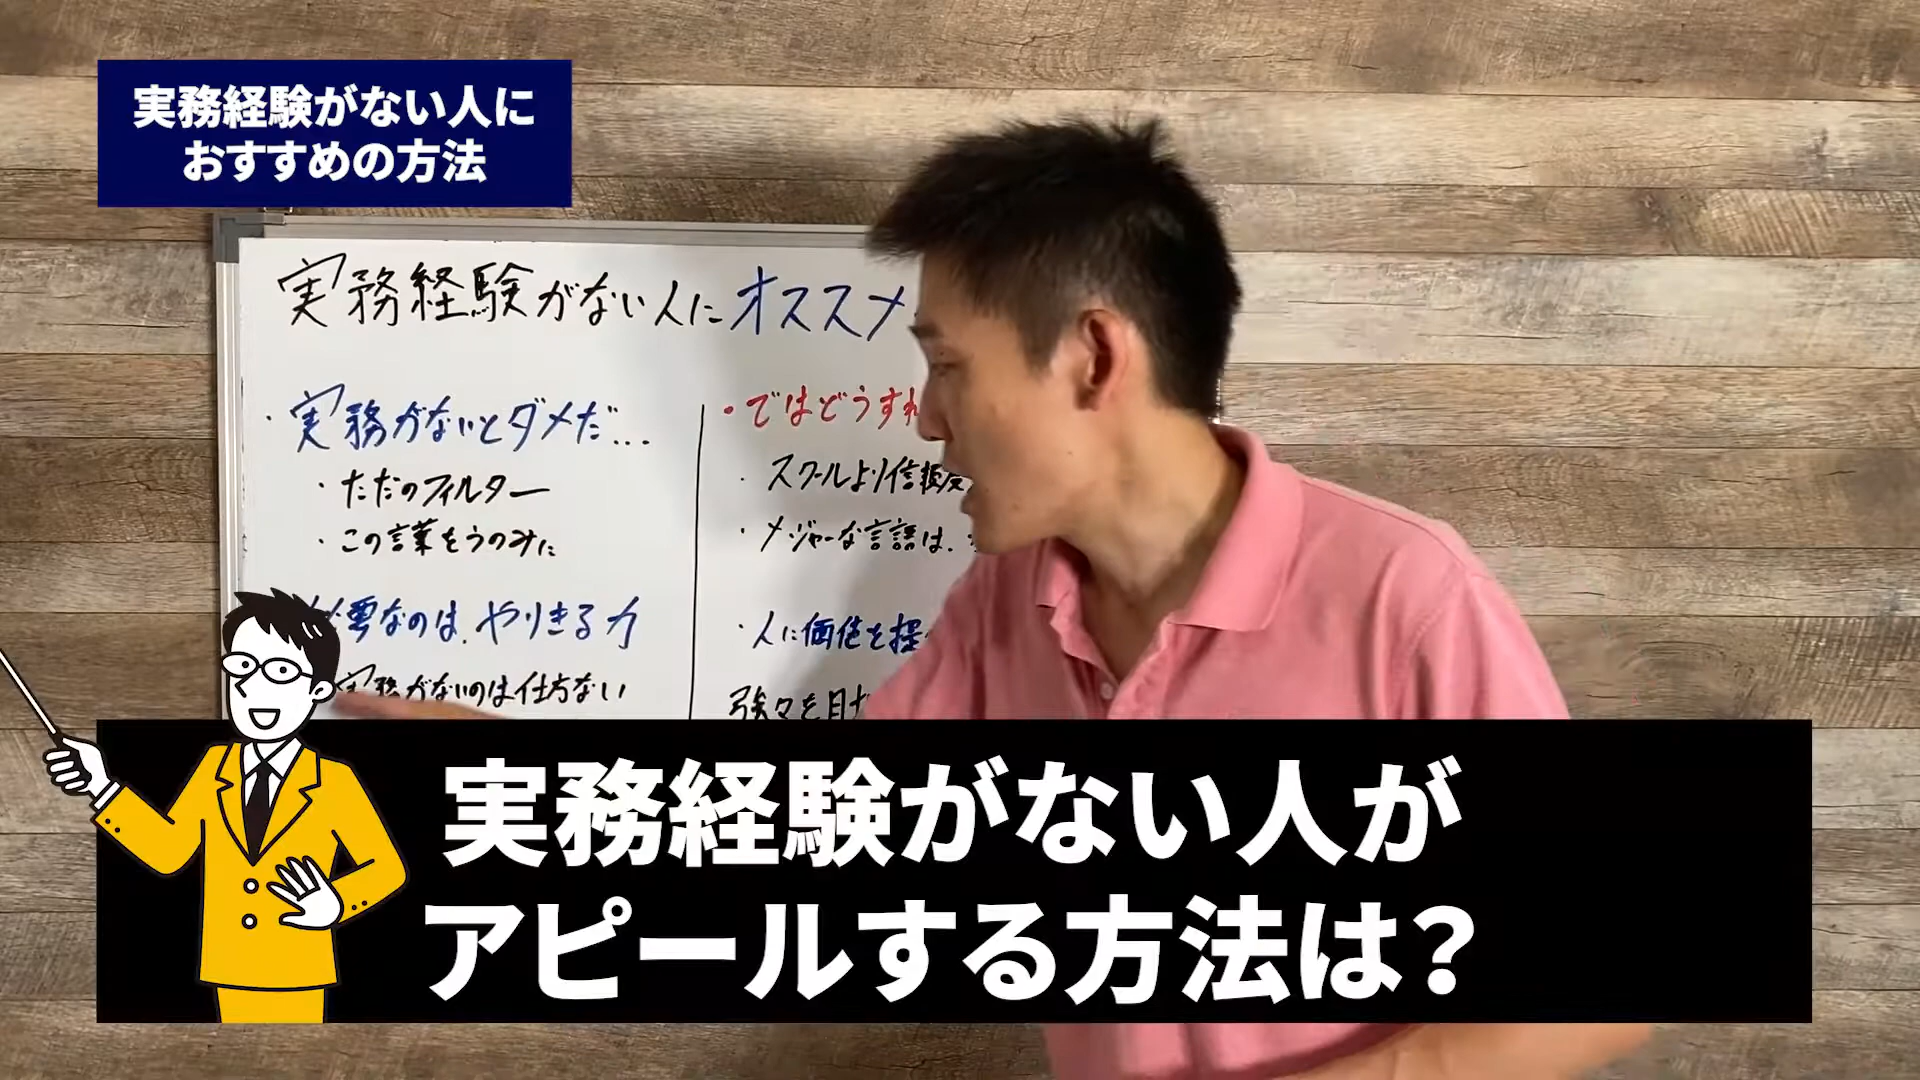 実務経験がない人に
おすすめの方法
実務経験がない人にオススメ
・実務がないとダメだ...
・ただのフィルター
・この言葉をうのみに
必要なのは、やりきる力
実務がないのは仕方ない
・ではどうすれ
・スクールより信頼度
・メジャーな言語は、
・人に価値を提
強々を目
実務経験がない人が
アピールする方法は？